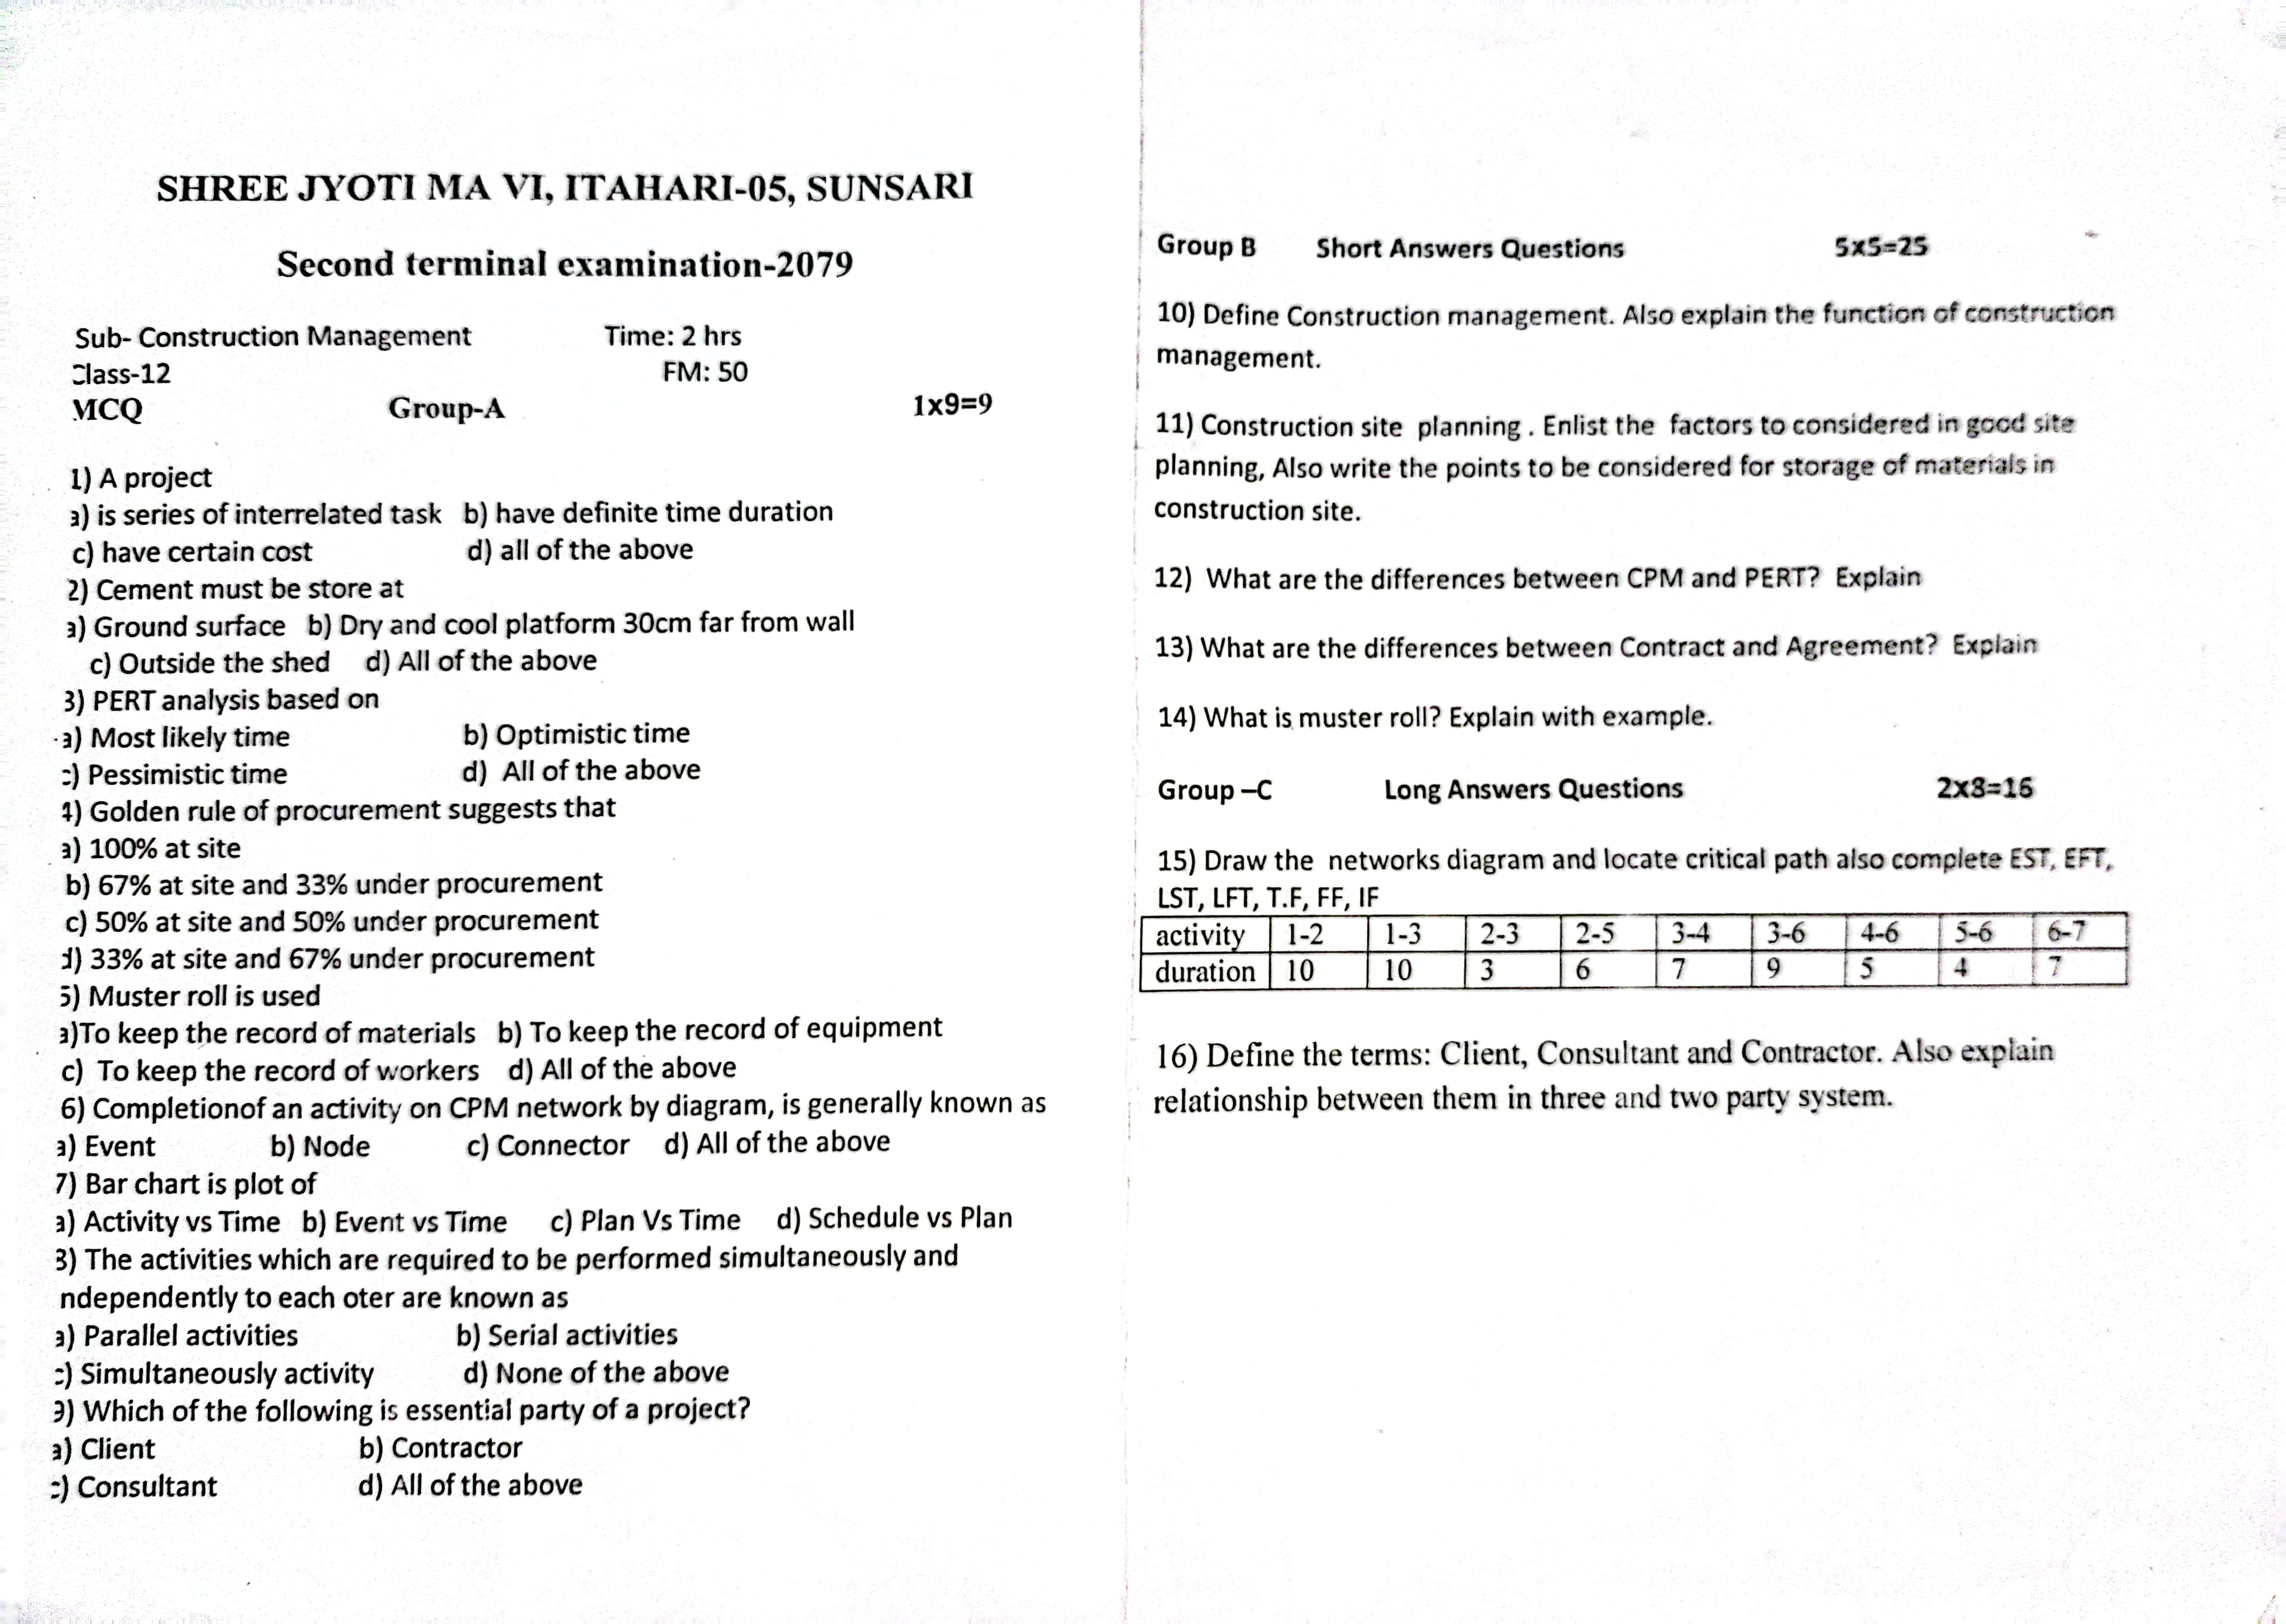 SHREE JYOTI MA VI, ITAHARI-05, SUNSARI
Second terminal examination-2079
Sub- Construction Management Time: 2 hrs
Class-12 FM: 50
MCQ Group-A 1x9=9
1) A project
a) is series of interrelated task b) have definite time duration
c) have certain cost d) all of the above
2) Cement must be store at
a) Ground surface b) Dry and cool platform 30cm far from wall
c) Outside the shed d) All of the above
3) PERT analysis based on
a) Most likely time b) Optimistic time
c) Pessimistic time d) All of the above
4) Golden rule of procurement suggests that
a) 100% at site
b) 67% at site and 33% under procurement
c) 50% at site and 50% under procurement
d) 33% at site and 67% under procurement
5) Muster roll is used
a)To keep the record of materials b) To keep the record of equipment
c) To keep the record of workers d) All of the above
6) Completionof an activity on CPM network by diagram, is generally known as
a) Event b) Node c) Connector d) All of the above
7) Bar chart is plot of
a) Activity vs Time b) Event vs Time c) Plan Vs Time d) Schedule vs Plan
8) The activities which are required to be performed simultaneously and
ndependently to each oter are known as
a) Parallel activities b) Serial activities
c) Simultaneously activity d) None of the above
9) Which of the following is essential party of a project?
a) Client b) Contractor
c) Consultant d) All of the above
Group B Short Answers Questions 5x5=25
10) Define Construction management. Also explain the function of construction
management.
11) Construction site planning . Enlist the factors to considered in good site
planning, Also write the points to be considered for storage of materials in
construction site.
12) What are the differences between CPM and PERT? Explain
13) What are the differences between Contract and Agreement? Explain
14) What is muster roll? Explain with example.
Group –C Long Answers Questions 2x8=16
15) Draw the networks diagram and locate critical path also complete EST, EFT,
LST, LFT, T.F, FF, IF
activity 1-2 1-3 2-3 2-5 3-4 3-6 4-6 5-6 6-7
duration 10 10 3 6 7 9 5 4 7
16) Define the terms: Client, Consultant and Contractor. Also explain
relationship between them in three and two party system.